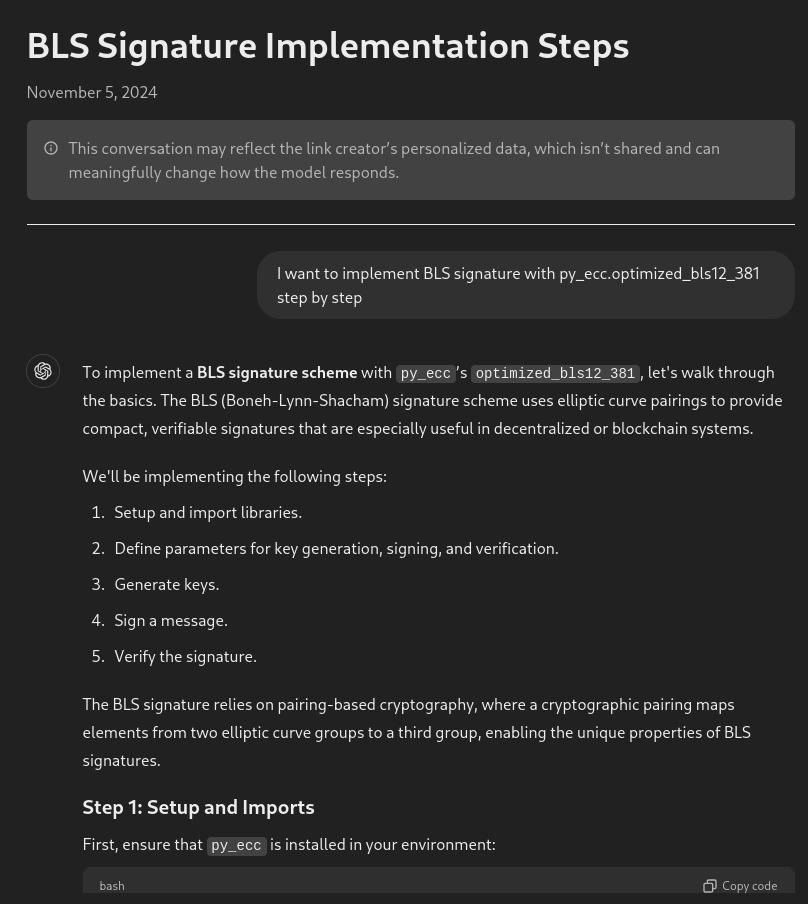 BLS Signature Implementation Steps
November 5, 2024
This conversation may reflect the link creator’s personalized data, which isn’t shared and can
meaningfully change how the model responds.
I want to implement BLS signature with py_ecc.optimized_bls12_381
step by step
To implement a BLS signature scheme with py_ecc’s optimized_bls12_381, let's walk through
the basics. The BLS (Boneh-Lynn-Shacham) signature scheme uses elliptic curve pairings to provide
compact, verifiable signatures that are especially useful in decentralized or blockchain systems.
We'll be implementing the following steps:
1. Setup and import libraries.
2. Define parameters for key generation, signing, and verification.
3. Generate keys.
4. Sign a message.
5. Verify the signature.
The BLS signature relies on pairing-based cryptography, where a cryptographic pairing maps
elements from two elliptic curve groups to a third group, enabling the unique properties of BLS
signatures.
Step 1: Setup and Imports
First, ensure that py_ecc is installed in your environment:
bash Copy code